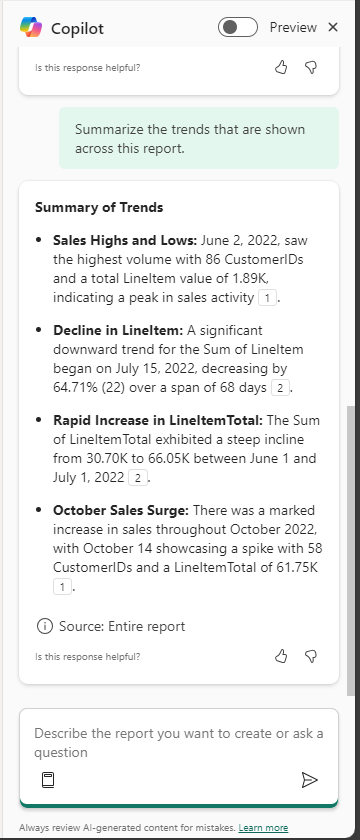 Copilot
Preview
Is this response helpful?
Summarize the trends that are shown
across this report.
Summary of Trends
• Sales Highs and Lows: June 2, 2022, saw
the highest volume with 86 CustomerIDs
and a total LineItem value of 1.89K,
indicating a peak in sales activity 1 .
• Decline in LineItem: A significant
downward trend for the Sum of LineItem
began on July 15, 2022, decreasing by
64.71% (22) over a span of 68 days 2 .
• Rapid Increase in LineItemTotal: The Sum
of LineItemTotal exhibited a steep incline
from 30.70K to 66.05K between June 1 and
July 1, 2022 2 .
• October Sales Surge: There was a marked
increase in sales throughout October 2022,
with October 14 showcasing a spike with 58
CustomerIDs and a LineItemTotal of 61.75K
1 .
Source: Entire report
Is this response helpful?
Describe the report you want to create or ask a
question
Always review AI-generated content for mistakes. Learn more